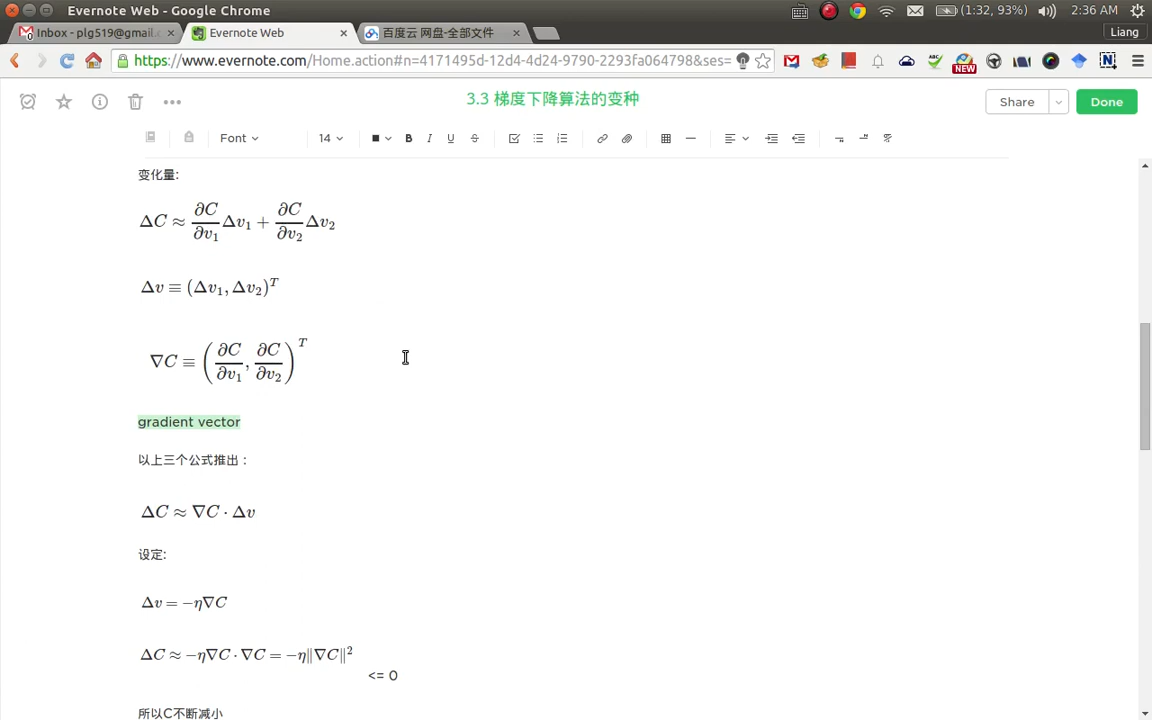 Evernote Web - Google Chrome
(1:32, 93%)
2:36 AM
Inbox - plg519@gmail.c
Evernote Web
百度云 网盘-全部文件
Liang
https://www.evernote.com/Home.action#n=4171495d-12d4-4d24-9790-2293fa064798&ses=
NEW
3.3 梯度下降算法的变种
Share
Done
Font
14
B
I
U
变化量:
ΔC ≈ ∂C/∂v₁ Δv₁ + ∂C/∂v₂ Δv₂
Δv ≡ (Δv₁, Δv₂)ᵀ
∇C ≡ (∂C/∂v₁, ∂C/∂v₂)ᵀ
gradient vector
以上三个公式推出：
ΔC ≈ ∇C · Δv
设定:
Δv = −η∇C
ΔC ≈ −η∇C · ∇C = −η‖∇C‖²
<= 0
所以C不断减小